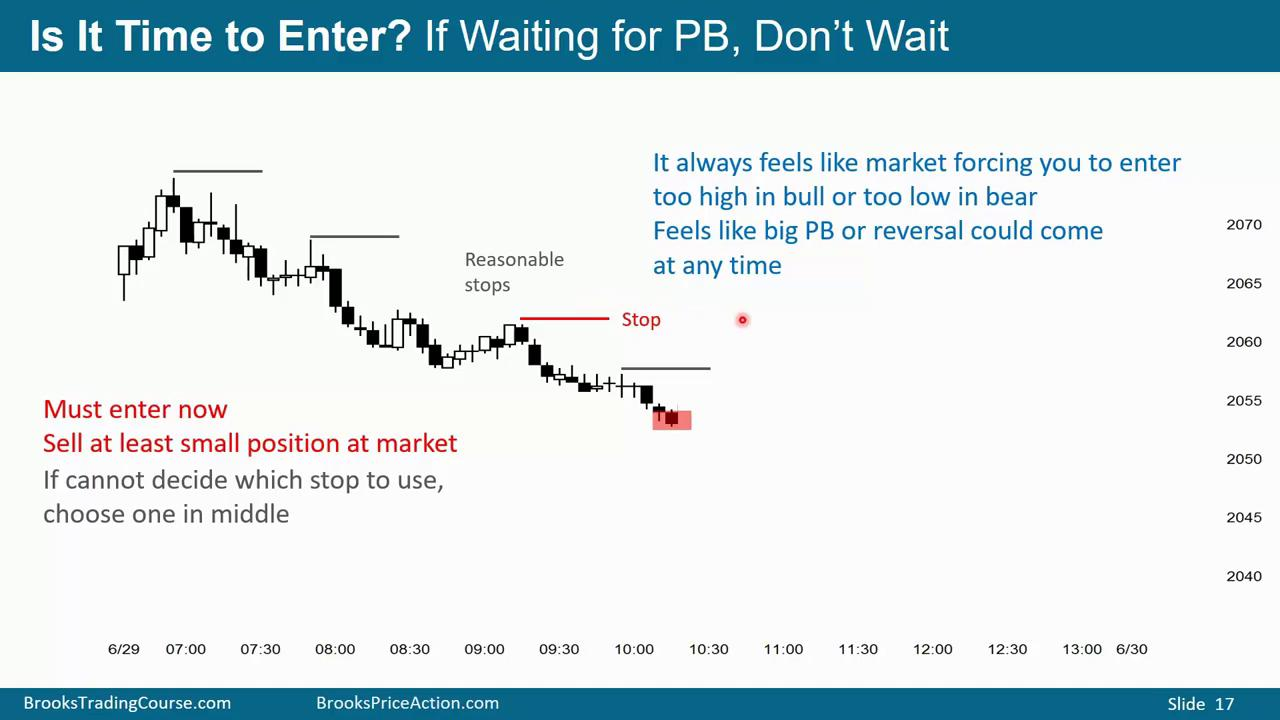 Is It Time to Enter? If Waiting for PB, Don't Wait
It always feels like market forcing you to enter
too high in bull or too low in bear
Feels like big PB or reversal could come
at any time
Reasonable
stops
Stop
Must enter now
Sell at least small position at market
If cannot decide which stop to use,
choose one in middle
2070
2065
2060
2055
2050
2045
2040
6/29 07:00 07:30 08:00 08:30 09:00 09:30 10:00 10:30 11:00 11:30 12:00 12:30 13:00 6/30
BrooksTradingCourse.com BrooksPriceAction.com Slide 17